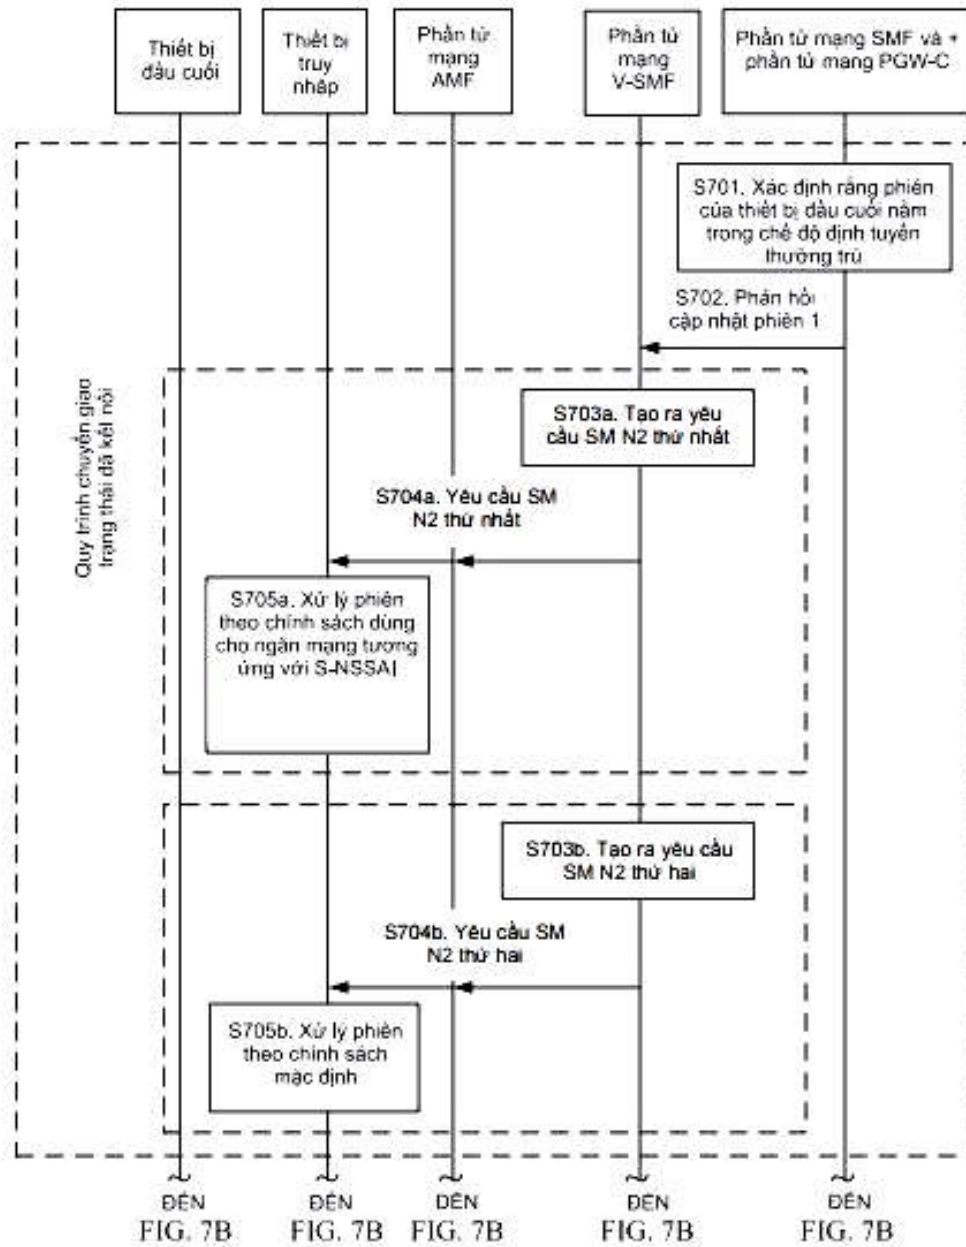 Thiết bị
đầu cuối
Thiết bị
truy
nhập
Phần tử
mạng
AMF
Phần tử
mạng
V-SMF
Phần tử mạng SMF và +
phần tử mạng PGW-C
S701. Xác định rằng phiên
của thiết bị đầu cuối nằm
trong chế độ định tuyến
thường trú
S702. Phản hồi
cập nhật phiên 1
Quy trình chuyển giao
trạng thái đã kết nối
S703a. Tạo ra yêu
cầu SM N2 thứ nhất
S704a. Yêu cầu SM
N2 thứ nhất
S705a. Xử lý phiên
theo chính sách dùng
cho ngăn mạng tương
ứng với S-NSSAI
S703b. Tạo ra yêu cầu
SM N2 thứ hai
S704b. Yêu cầu SM
N2 thứ hai
S705b. Xử lý phiên
theo chính sách
mặc định
ĐẾN
FIG. 7B
ĐẾN
FIG. 7B
ĐẾN
FIG. 7B
ĐẾN
FIG. 7B
ĐẾN
FIG. 7B